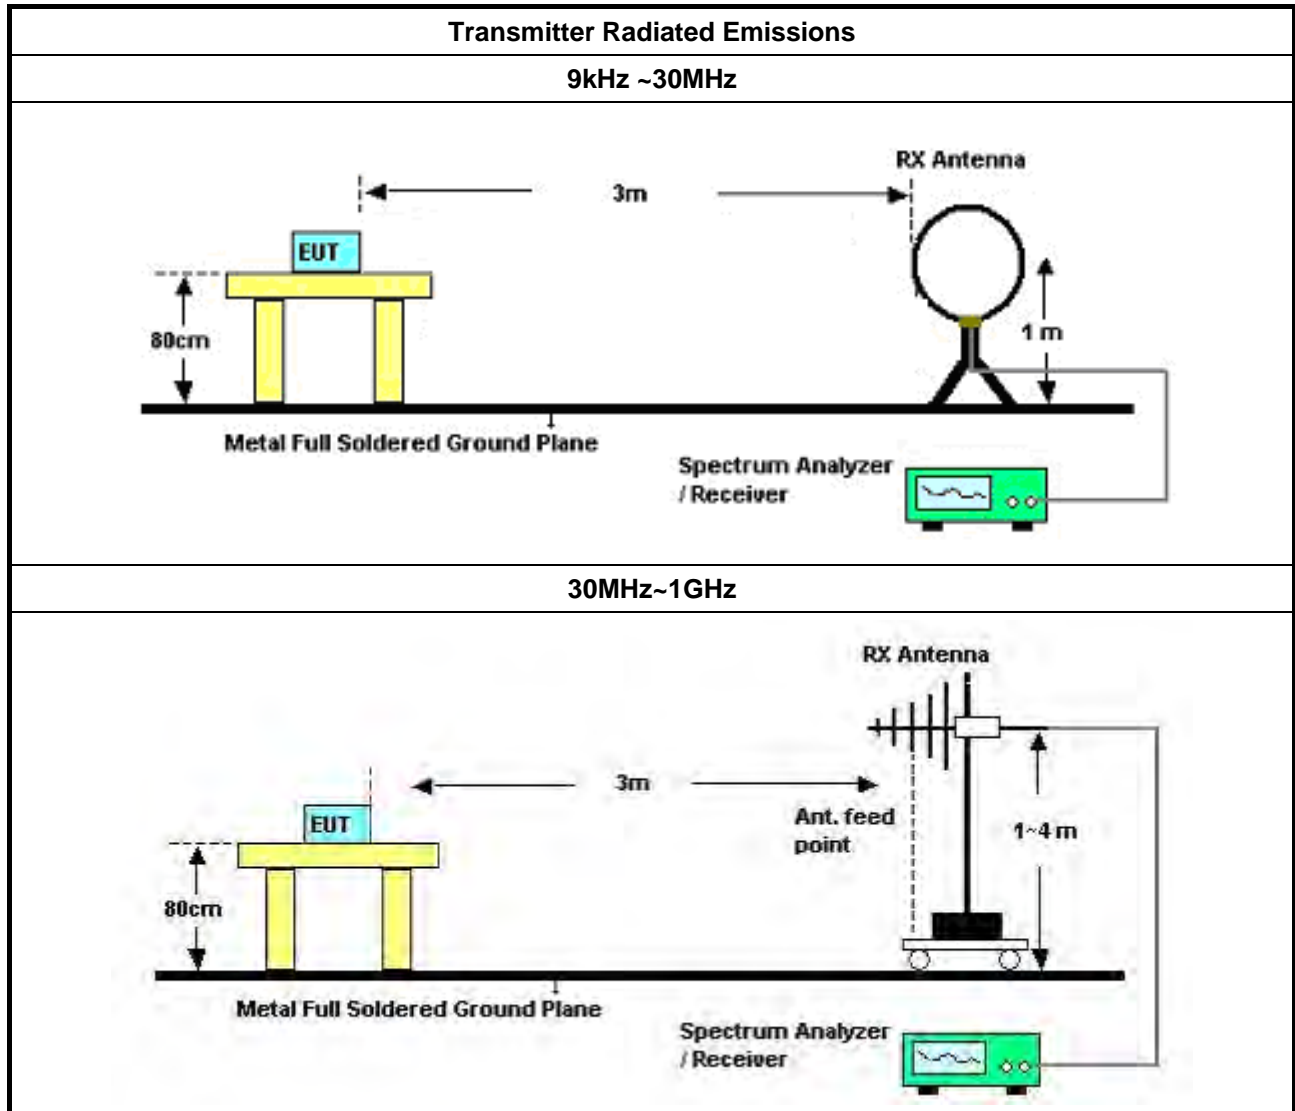 Transmitter Radiated Emissions
9kHz ~30MHz
RX Antenna
3m
EUT
80cm
1 m
Metal Full Soldered Ground Plane
Spectrum Analyzer
/ Receiver
30MHz~1GHz
RX Antenna
3m
EUT
Ant. feed
point
1~4 m
80cm
Metal Full Soldered Ground Plane
Spectrum Analyzer
/ Receiver